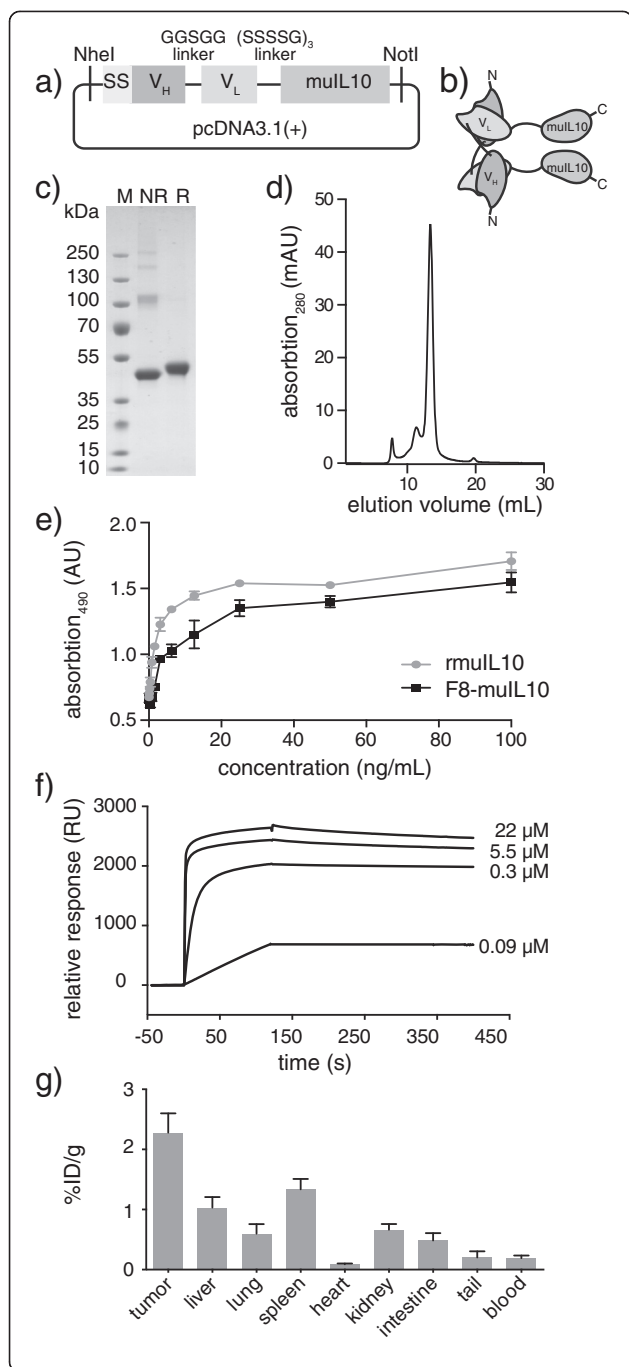 a)
GGSGG (SSSSG)3
linker linker
NheI NotI
SS VH VL muIL10
pcDNA3.1(+)
b)
N
VL muIL10 C
VH muIL10 C
N
c)
kDa M NR R
250
130
100
70
55
35
25
15
10
d)
absorbtion280 (mAU)
50
40
30
20
10
0
10 20 30
elution volume (mL)
e)
absorbtion490 (AU)
2.0
1.5
1.0
0.5
0 20 40 60 80 100
concentration (ng/mL)
rmuIL10
F8-muIL10
f)
relative response (RU)
3000
2000
1000
0
-50 50 150 250 350 450
time (s)
22 µM
5.5 µM
0.3 µM
0.09 µM
g)
%ID/g
3
2
1
0
tumor
liver
lung
spleen
heart
kidney
intestine
tail
blood